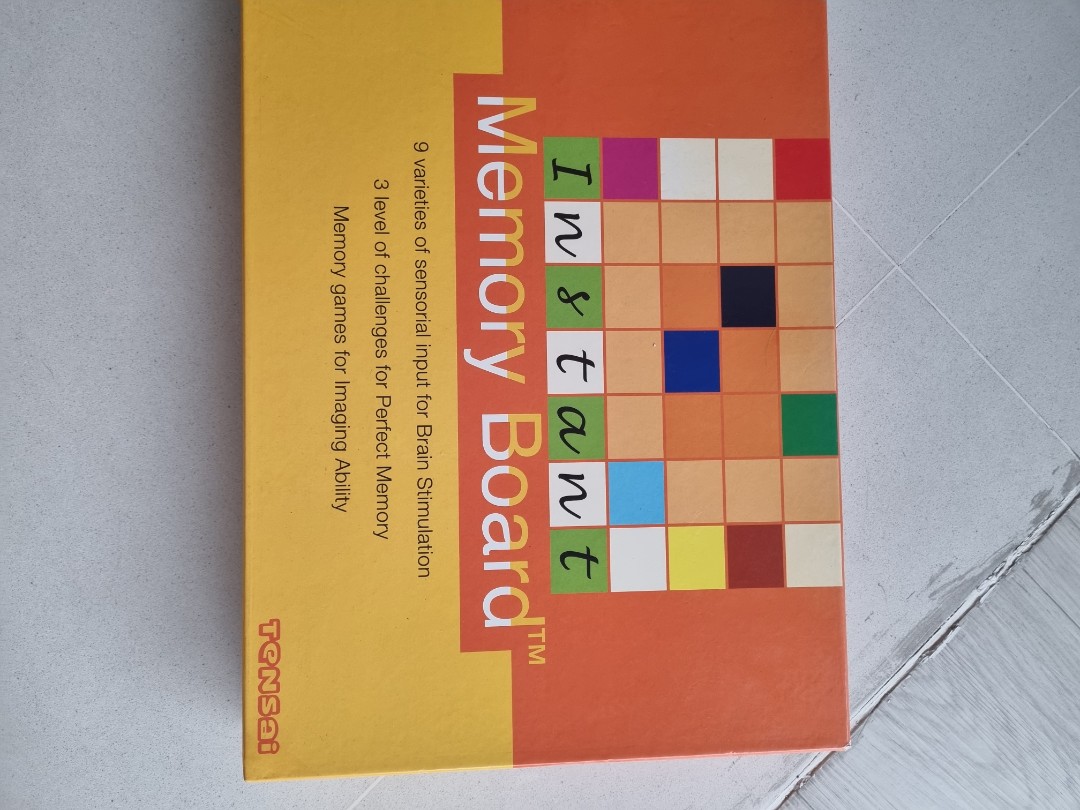 Instant
Memory Board™
9 varieties of sensorial input for Brain Stimulation
3 level of challenges for Perfect Memory
Memory games for Imaging Ability
Tensai